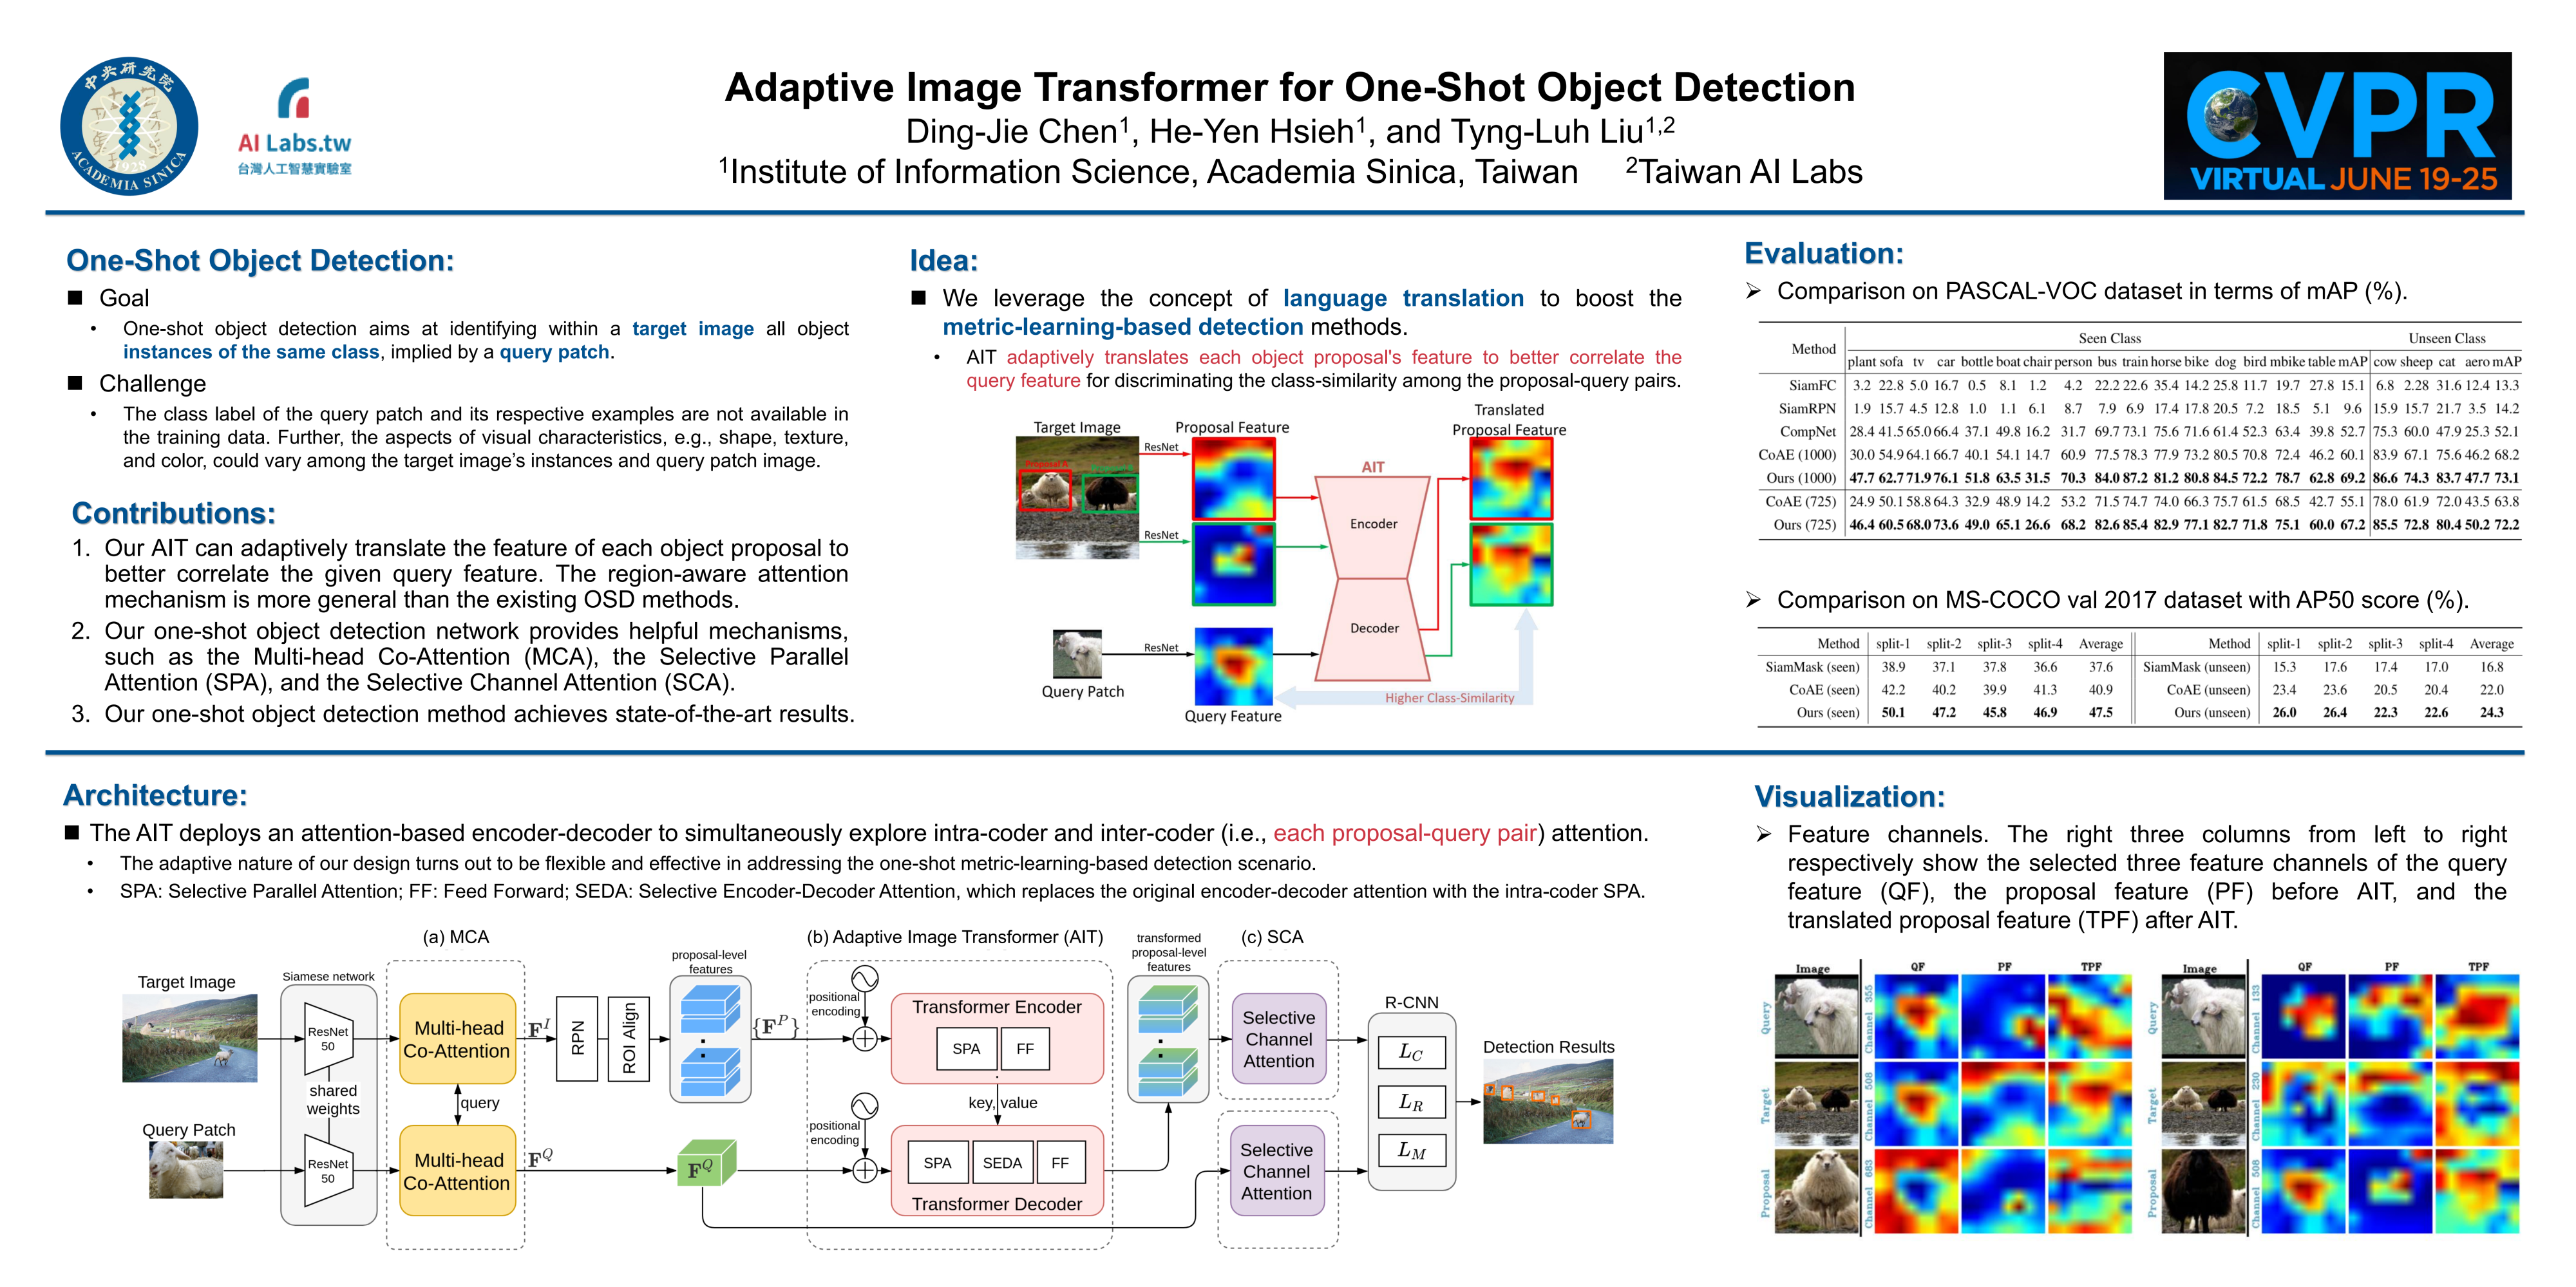 中央研究院
ACADEMIA SINICA
1928
AI Labs.tw
台灣人工智慧實驗室
Adaptive Image Transformer for One-Shot Object Detection
Ding-Jie Chen¹, He-Yen Hsieh¹, and Tyng-Luh Liu¹,²
¹Institute of Information Science, Academia Sinica, Taiwan ²Taiwan AI Labs
CVPR
VIRTUAL JUNE 19-25
One-Shot Object Detection:
■ Goal
• One-shot object detection aims at identifying within a target image all object
instances of the same class, implied by a query patch.
■ Challenge
• The class label of the query patch and its respective examples are not available in
the training data. Further, the aspects of visual characteristics, e.g., shape, texture,
and color, could vary among the target image's instances and query patch image.
Contributions:
1. Our AIT can adaptively translate the feature of each object proposal to
better correlate the given query feature. The region-aware attention
mechanism is more general than the existing OSD methods.
2. Our one-shot object detection network provides helpful mechanisms,
such as the Multi-head Co-Attention (MCA), the Selective Parallel
Attention (SPA), and the Selective Channel Attention (SCA).
3. Our one-shot object detection method achieves state-of-the-art results.
Idea:
■ We leverage the concept of language translation to boost the
metric-learning-based detection methods.
• AIT adaptively translates each object proposal's feature to better correlate the
query feature for discriminating the class-similarity among the proposal-query pairs.
Target Image
Proposal Feature
Translated
Proposal Feature
ResNet
Proposal A
AIT
Encoder
ResNet
Decoder
ResNet
Query Patch
Higher Class-Similarity
Query Feature
Evaluation:
➢ Comparison on PASCAL-VOC dataset in terms of mAP (%).
Method Seen Class Unseen Class
plant sofa tv car bottle boat chair person bus train horse bike dog bird mbike table mAP cow sheep cat aero mAP
SiamFC 3.2 22.8 5.0 16.7 0.5 8.1 1.2 4.2 22.2 22.6 35.4 14.2 25.8 11.7 19.7 27.8 15.1 6.8 2.28 31.6 12.4 13.3
SiamRPN 1.9 15.7 4.5 12.8 1.0 1.1 6.1 8.7 7.9 6.9 17.4 17.8 20.5 7.2 18.5 5.1 9.6 15.9 15.7 21.7 3.5 14.2
CompNet 28.4 41.5 65.0 66.4 37.1 49.8 16.2 31.7 69.7 73.1 75.6 71.6 61.4 52.3 63.4 39.8 52.7 75.3 60.0 47.9 25.3 52.1
CoAE (1000) 30.0 54.9 64.1 66.7 40.1 54.1 14.7 60.9 77.5 78.3 77.9 73.2 80.5 70.8 72.4 46.2 60.1 83.9 67.1 75.6 46.2 68.2
Ours (1000) 47.7 62.7 71.9 76.1 51.8 63.5 31.5 70.3 84.0 87.2 81.2 80.8 84.5 72.2 78.7 62.8 69.2 86.6 74.3 83.7 47.7 73.1
CoAE (725) 24.9 50.1 58.8 64.3 32.9 48.9 14.2 53.2 71.5 74.7 74.0 66.3 75.7 61.5 68.5 42.7 55.1 78.0 61.9 72.0 43.5 63.8
Ours (725) 46.4 60.5 68.0 73.6 49.0 65.1 26.6 68.2 82.6 85.4 82.9 77.1 82.7 71.8 75.1 60.0 67.2 85.5 72.8 80.4 50.2 72.2
➢ Comparison on MS-COCO val 2017 dataset with AP50 score (%).
Method split-1 split-2 split-3 split-4 Average Method split-1 split-2 split-3 split-4 Average
SiamMask (seen) 38.9 37.1 37.8 36.6 37.6 SiamMask (unseen) 15.3 17.6 17.4 17.0 16.8
CoAE (seen) 42.2 40.2 39.9 41.3 40.9 CoAE (unseen) 23.4 23.6 20.5 20.4 22.0
Ours (seen) 50.1 47.2 45.8 46.9 47.5 Ours (unseen) 26.0 26.4 22.3 22.6 24.3
Architecture:
■ The AIT deploys an attention-based encoder-decoder to simultaneously explore intra-coder and inter-coder (i.e., each proposal-query pair) attention.
• The adaptive nature of our design turns out to be flexible and effective in addressing the one-shot metric-learning-based detection scenario.
• SPA: Selective Parallel Attention; FF: Feed Forward; SEDA: Selective Encoder-Decoder Attention, which replaces the original encoder-decoder attention with the intra-coder SPA.
(a) MCA
(b) Adaptive Image Transformer (AIT)
(c) SCA
Target Image
Siamese network
ResNet
50
shared
weights
Query Patch
ResNet
50
Multi-head
Co-Attention
query
Multi-head
Co-Attention
F^I
F^Q
RPN
ROI Align
proposal-level
features
{F^P}
F^Q
positional
encoding
Transformer Encoder
SPA FF
key, value
positional
encoding
SPA SEDA FF
Transformer Decoder
transformed
proposal-level
features
Selective
Channel
Attention
Selective
Channel
Attention
R-CNN
L_C
L_R
L_M
Detection Results
Visualization:
➢ Feature channels. The right three columns from left to right
respectively show the selected three feature channels of the query
feature (QF), the proposal feature (PF) before AIT, and the
translated proposal feature (TPF) after AIT.
Image QF PF TPF Image QF PF TPF
Query Channel 355 Query Channel 133
Target Channel 508 Target Channel 230
Proposal Channel 683 Proposal Channel 508